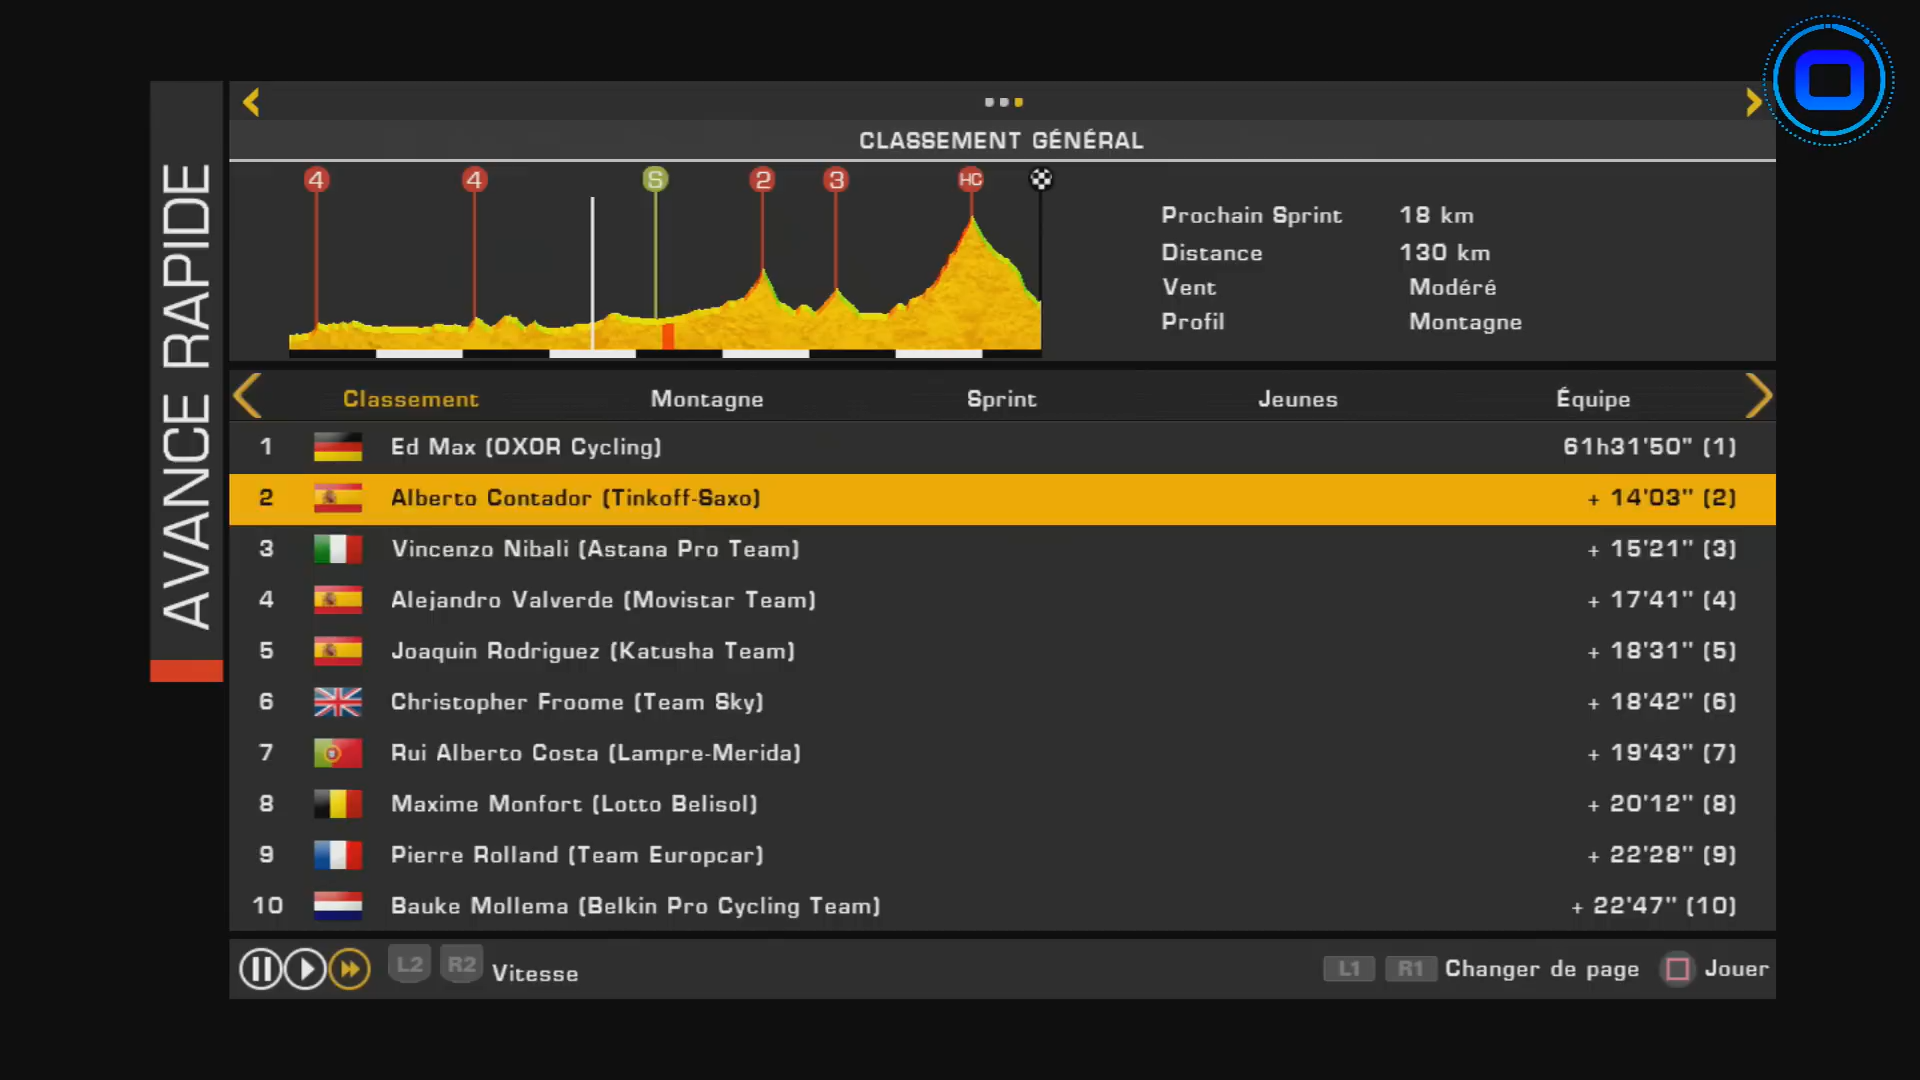 AVANCE RAPIDE
CLASSEMENT GÉNÉRAL
4 4 S 2 3 HC
Prochain Sprint 18 km
Distance 130 km
Vent Modéré
Profil Montagne
Classement Montagne Sprint Jeunes Équipe
1 Ed Max (OXOR Cycling) 61h31'50" (1)
2 Alberto Contador (Tinkoff-Saxo) + 14'03" (2)
3 Vincenzo Nibali (Astana Pro Team) + 15'21" (3)
4 Alejandro Valverde (Movistar Team) + 17'41" (4)
5 Joaquin Rodriguez (Katusha Team) + 18'31" (5)
6 Christopher Froome (Team Sky) + 18'42" (6)
7 Rui Alberto Costa (Lampre-Merida) + 19'43" (7)
8 Maxime Monfort (Lotto Belisol) + 20'12" (8)
9 Pierre Rolland (Team Europcar) + 22'28" (9)
10 Bauke Mollema (Belkin Pro Cycling Team) + 22'47" (10)
L2 R2 Vitesse L1 R1 Changer de page Jouer